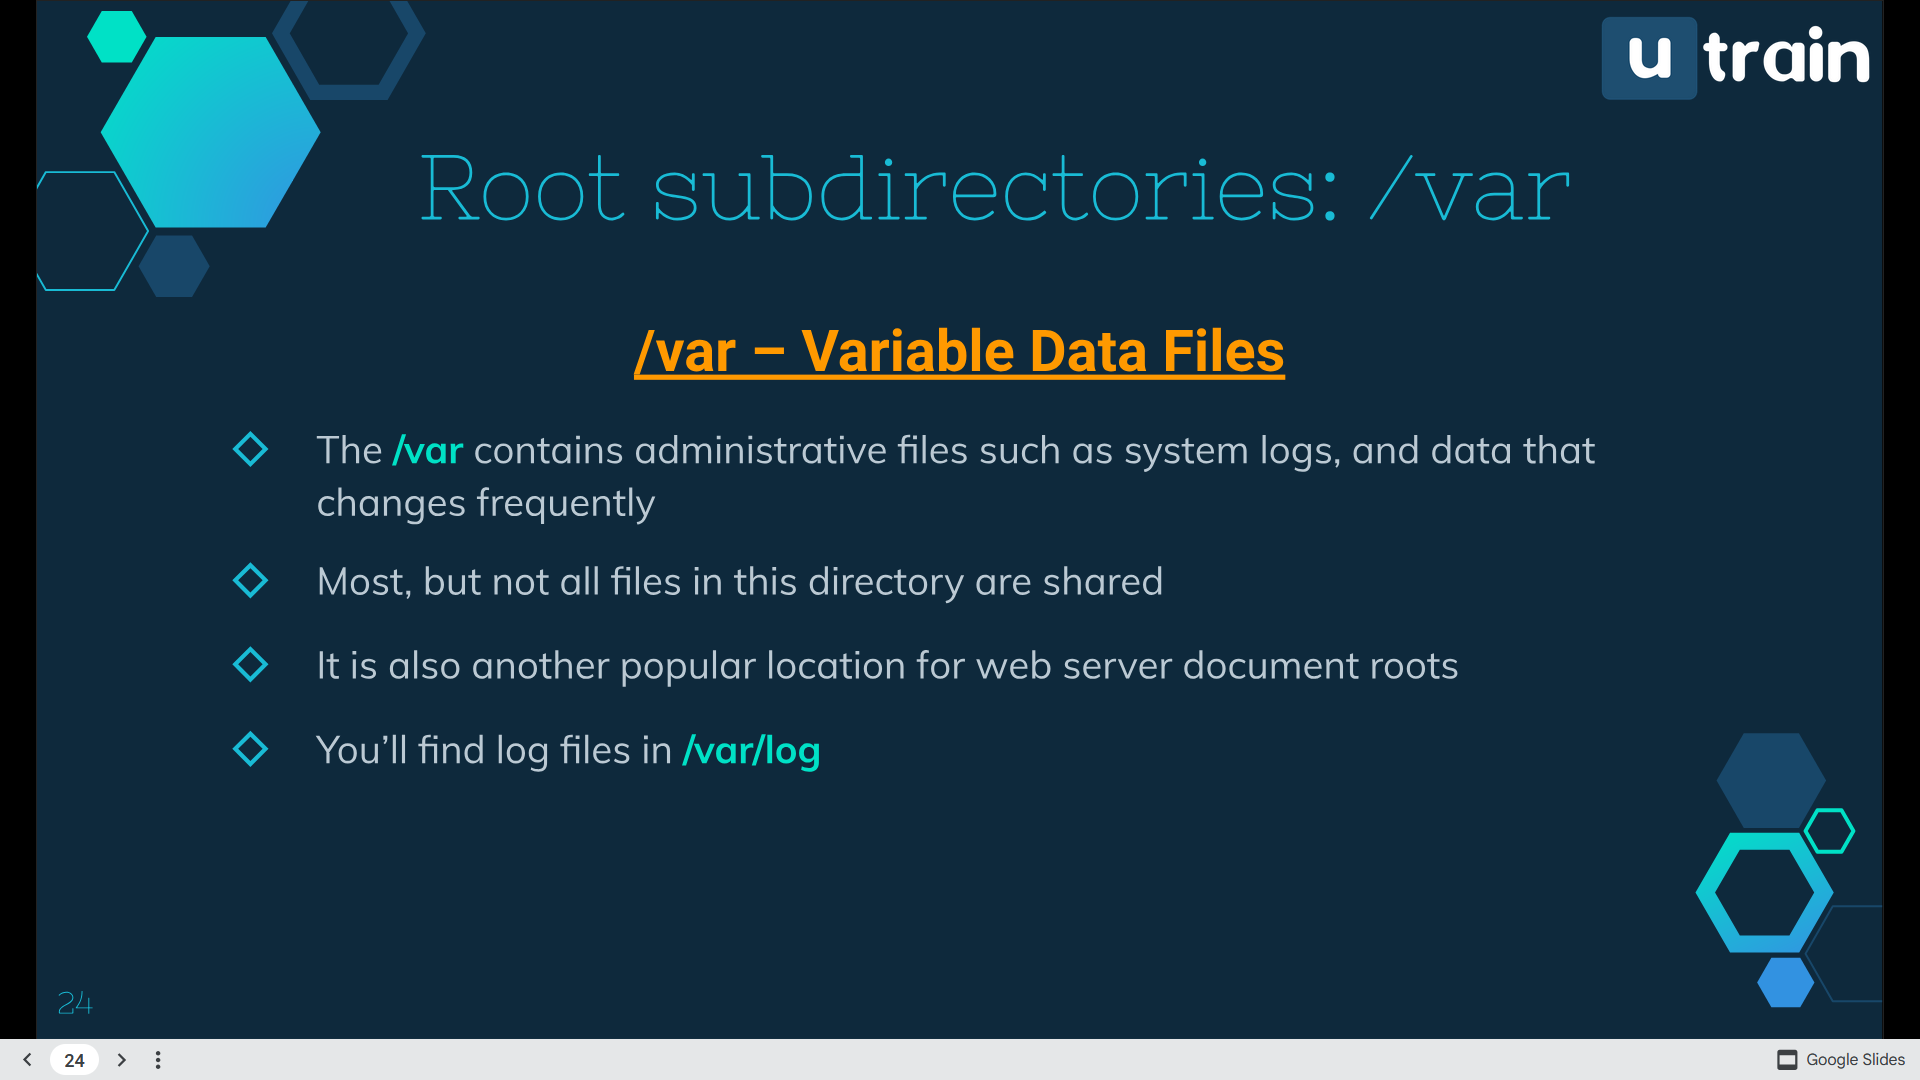 u train
Root subdirectories: /var
/var – Variable Data Files
The /var contains administrative files such as system logs, and data that
changes frequently
Most, but not all files in this directory are shared
It is also another popular location for web server document roots
You’ll find log files in /var/log
24
24
Google Slides